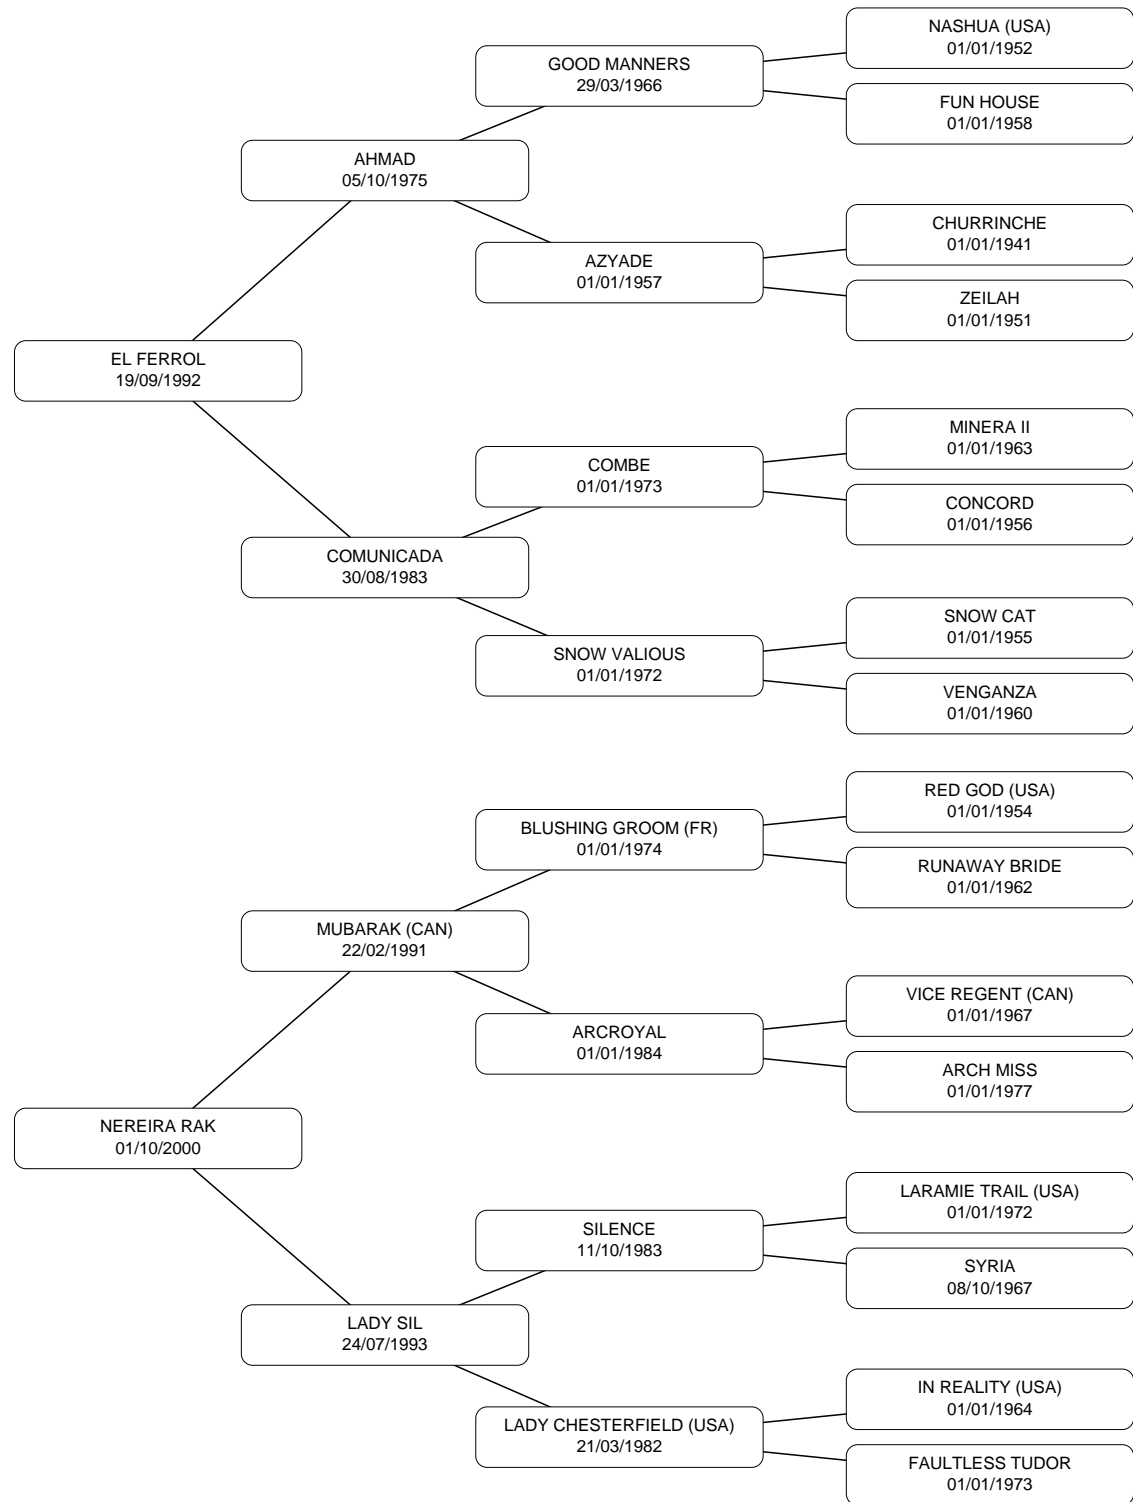 NASHUA (USA)
01/01/1952
GOOD MANNERS
29/03/1966
FUN HOUSE
01/01/1958
AHMAD
05/10/1975
CHURRINCHE
01/01/1941
AZYADE
01/01/1957
ZEILAH
01/01/1951
EL FERROL
19/09/1992
MINERA II
01/01/1963
COMBE
01/01/1973
CONCORD
01/01/1956
COMUNICADA
30/08/1983
SNOW CAT
01/01/1955
SNOW VALIOUS
01/01/1972
VENGANZA
01/01/1960
RED GOD (USA)
01/01/1954
BLUSHING GROOM (FR)
01/01/1974
RUNAWAY BRIDE
01/01/1962
MUBARAK (CAN)
22/02/1991
VICE REGENT (CAN)
01/01/1967
ARCROYAL
01/01/1984
ARCH MISS
01/01/1977
NEREIRA RAK
01/10/2000
LARAMIE TRAIL (USA)
01/01/1972
SILENCE
11/10/1983
SYRIA
08/10/1967
LADY SIL
24/07/1993
IN REALITY (USA)
01/01/1964
LADY CHESTERFIELD (USA)
21/03/1982
FAULTLESS TUDOR
01/01/1973